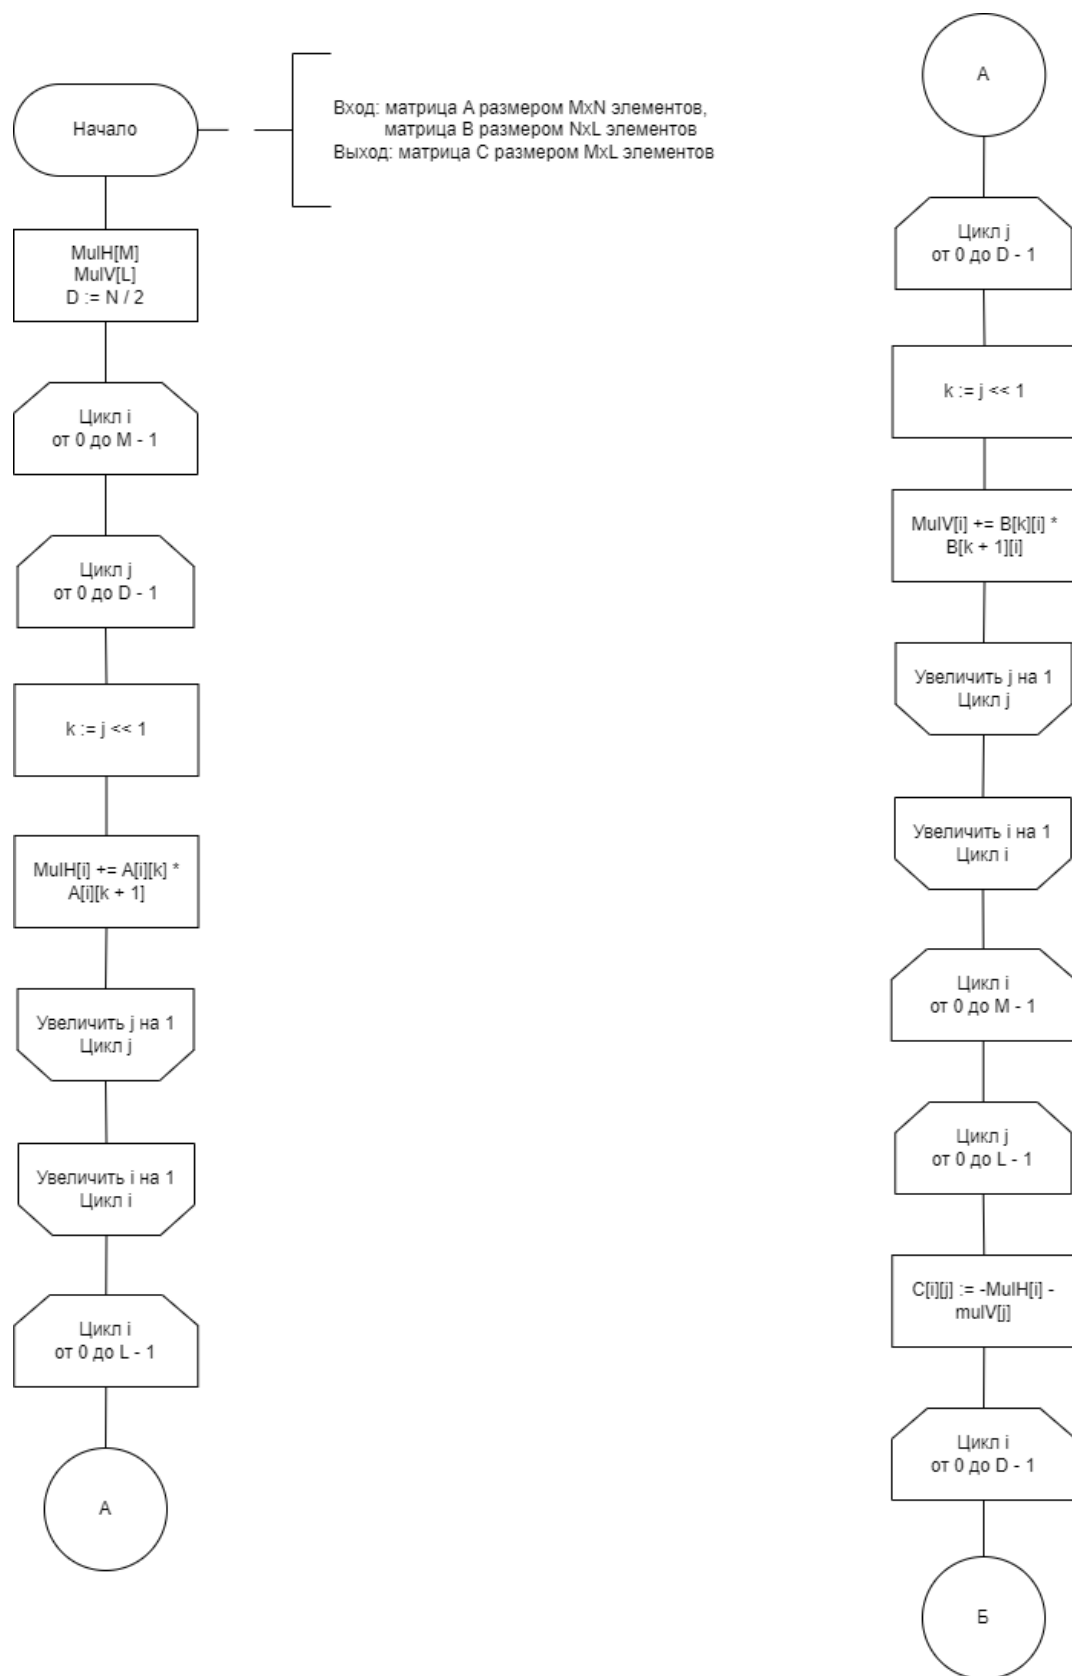 Начало
Вход: матрица А размером MxN элементов,
матрица В размером NxL элементов
Выход: матрица С размером MxL элементов
MulH[M]
MulV[L]
D := N / 2
Цикл i
от 0 до M - 1
Цикл j
от 0 до D - 1
k := j << 1
MulH[i] += A[i][k] *
A[i][k + 1]
Увеличить j на 1
Цикл j
Увеличить i на 1
Цикл i
Цикл i
от 0 до L - 1
А
А
Цикл j
от 0 до D - 1
k := j << 1
MulV[i] += B[k][i] *
B[k + 1][i]
Увеличить j на 1
Цикл j
Увеличить i на 1
Цикл i
Цикл i
от 0 до M - 1
Цикл j
от 0 до L - 1
C[i][j] := -MulH[i] -
mulV[j]
Цикл i
от 0 до D - 1
Б